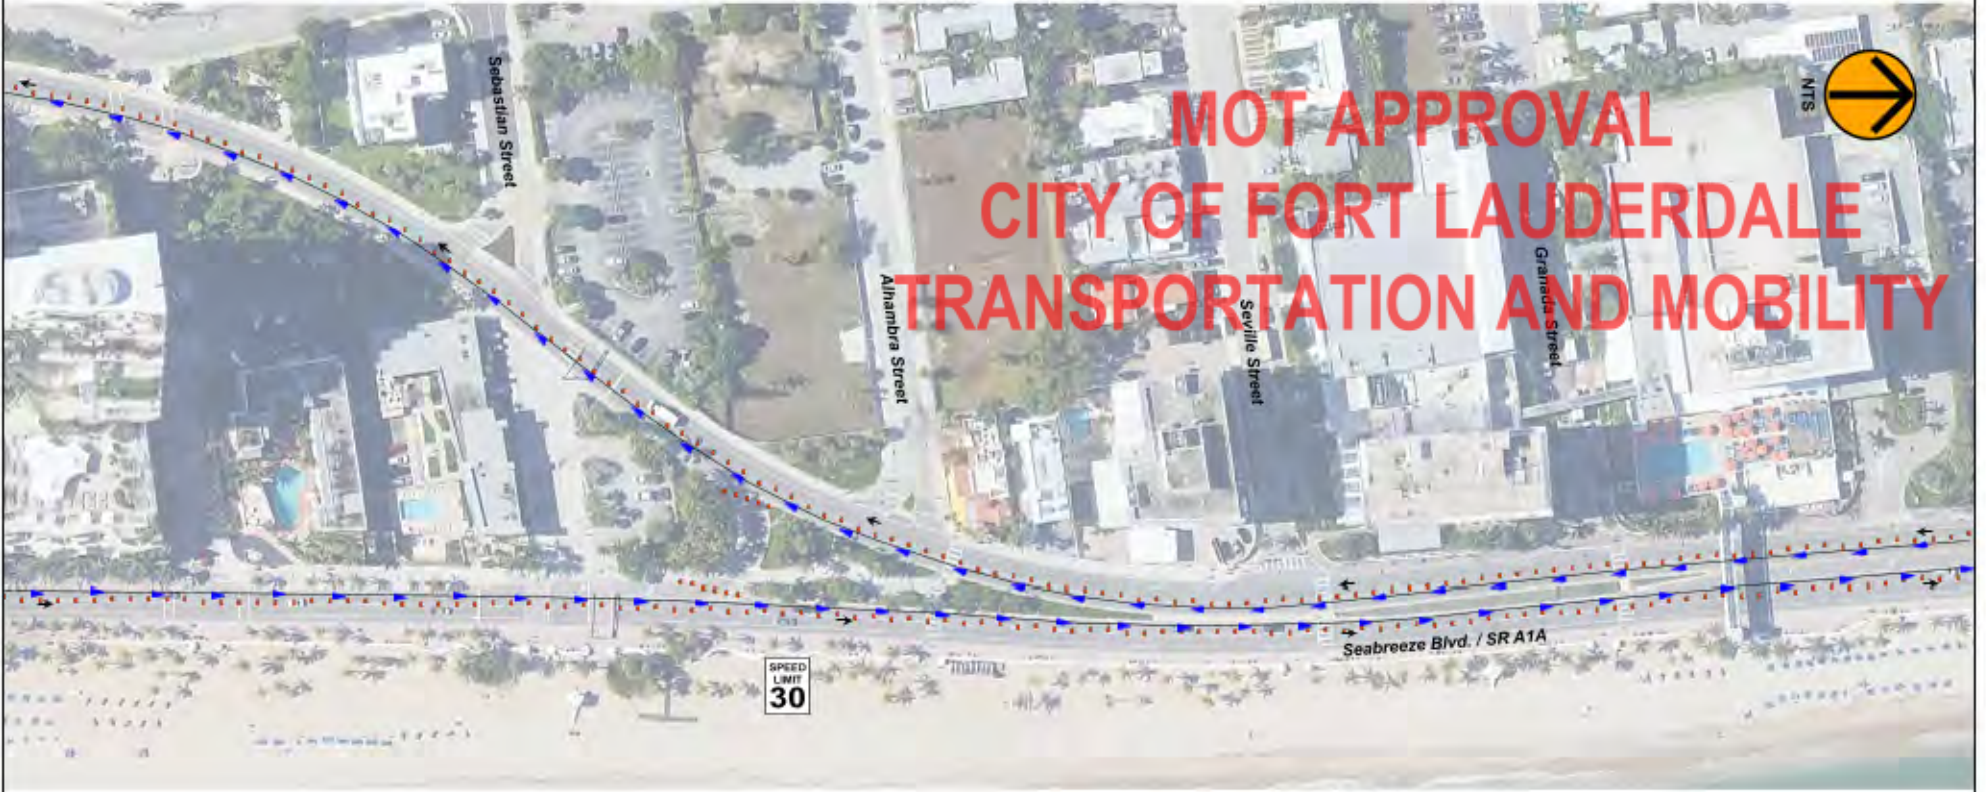 MOT APPROVAL
CITY OF FORT LAUDERDALE
TRANSPORTATION AND MOBILITY
NTS
Sebastian Street
Alhambra Street
Seville Street
Granada Street
Seabreeze Blvd. / SR A1A
SPEED
LIMIT
30